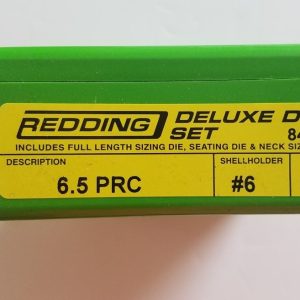 REDDING DELUXE D
SET 84
INCLUDES FULL LENGTH SIZING DIE, SEATING DIE & NECK SIZ
DESCRIPTION SHELLHOLDER
6.5 PRC #6